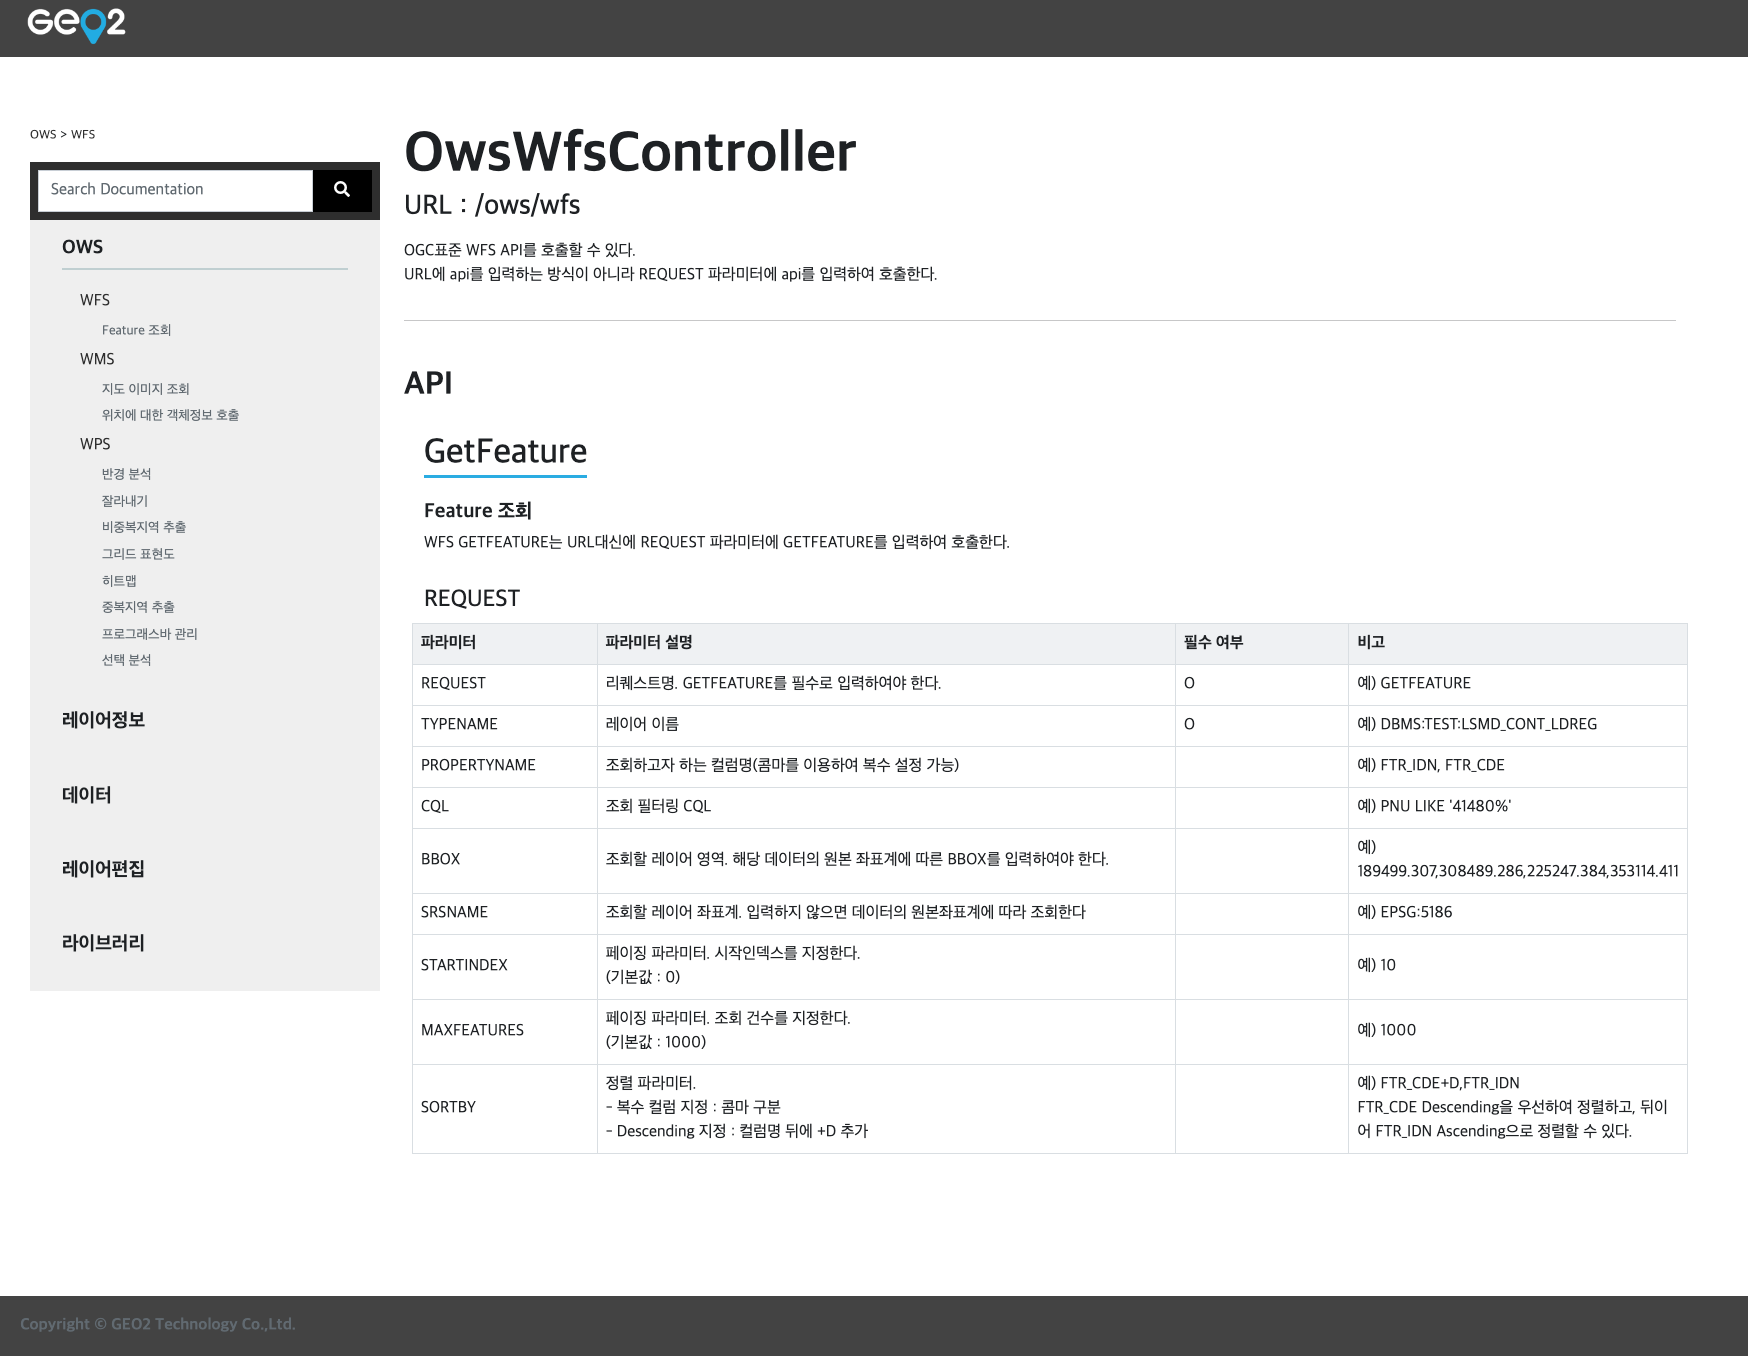 GEO2
OWS > WFS
Search Documentation
OWS
WFS
Feature 조회
WMS
지도 이미지 조회
위치에 대한 객체정보 호출
WPS
반경 분석
잘라내기
비중복지역 추출
그리드 표현도
히트맵
중복지역 추출
프로그래스바 관리
선택 분석
레이어정보
데이터
레이어편집
라이브러리
OwsWfsController
URL : /ows/wfs
OGC표준 WFS API를 호출할 수 있다.
URL에 api를 입력하는 방식이 아니라 REQUEST 파라미터에 api를 입력하여 호출한다.
API
GetFeature
Feature 조회
WFS GETFEATURE는 URL대신에 REQUEST 파라미터에 GETFEATURE를 입력하여 호출한다.
REQUEST
파라미터 파라미터 설명 필수 여부 비고
REQUEST 리퀘스트명. GETFEATURE를 필수로 입력하여야 한다. O 예) GETFEATURE
TYPENAME 레이어 이름 O 예) DBMS:TEST:LSMD_CONT_LDREG
PROPERTYNAME 조회하고자 하는 컬럼명(콤마를 이용하여 복수 설정 가능) 예) FTR_IDN, FTR_CDE
CQL 조회 필터링 CQL 예) PNU LIKE '41480%'
BBOX 조회할 레이어 영역. 해당 데이터의 원본 좌표계에 따른 BBOX를 입력하여야 한다. 예)
189499.307,308489.286,225247.384,353114.411
SRSNAME 조회할 레이어 좌표계. 입력하지 않으면 데이터의 원본좌표계에 따라 조회한다 예) EPSG:5186
STARTINDEX 페이징 파라미터. 시작인덱스를 지정한다.
(기본값 : 0)
예) 10
MAXFEATURES 페이징 파라미터. 조회 건수를 지정한다.
(기본값 : 1000)
예) 1000
SORTBY
정렬 파라미터.
- 복수 컬럼 지정 : 콤마 구분
- Descending 지정 : 컬럼명 뒤에 +D 추가
예) FTR_CDE+D,FTR_IDN
FTR_CDE Descending을 우선하여 정렬하고, 뒤이
어 FTR_IDN Ascending으로 정렬할 수 있다.
Copyright © GEO2 Technology Co.,Ltd.